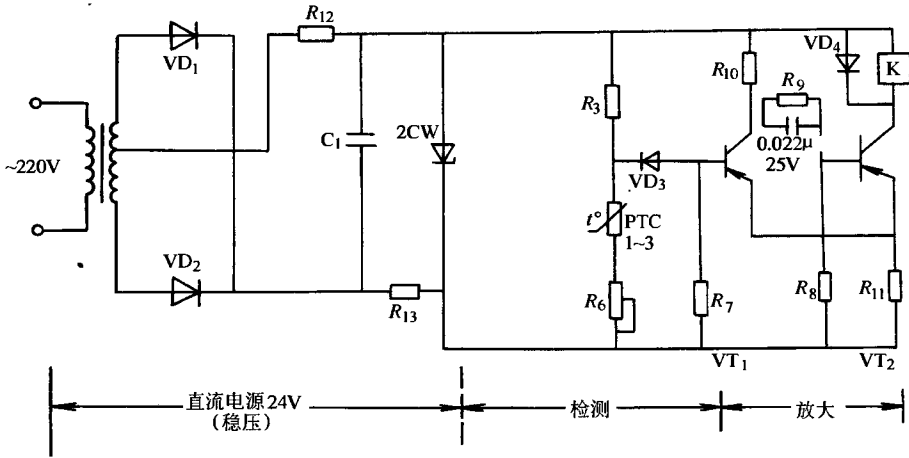 R12
VD1
VD4
K
R10
R9
R3
C1
2CW
0.022μ
25V
~220V
VD3
t°
PTC
1~3
VD2
R13
R6
R7
R8
R11
VT1
VT2
直流电源24V
(稳压)
检测
放大